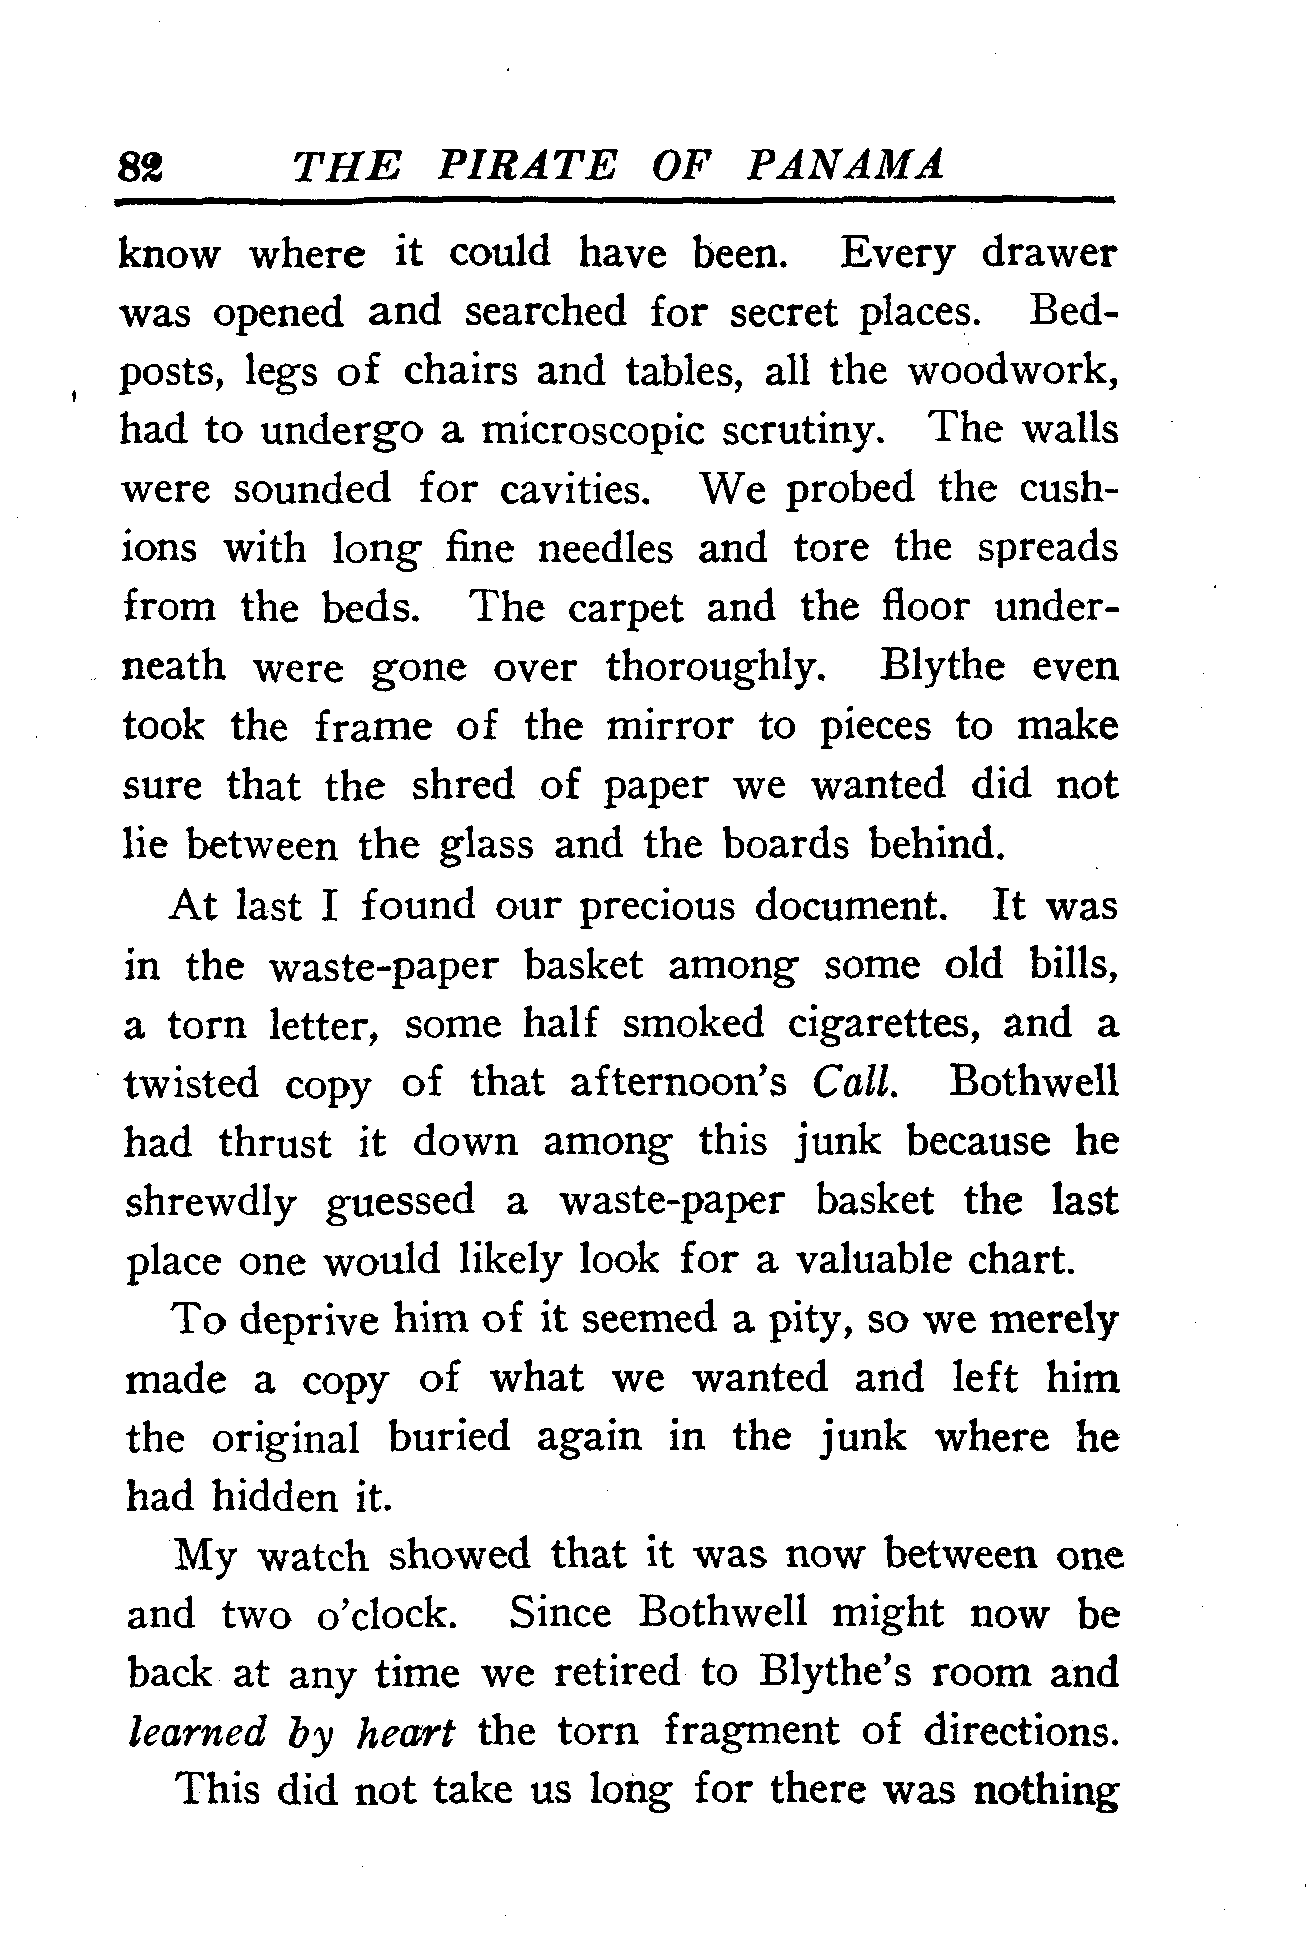 82 THE PIRATE OF PANAMA
know where it could have been. Every drawer
was opened and searched for secret places. Bed-
posts, legs of chairs and tables, all the woodwork,
had to undergo a microscopic scrutiny. The walls
were sounded for cavities. We probed the cush-
ions with long fine needles and tore the spreads
from the beds. The carpet and the floor under-
neath were gone over thoroughly. Blythe even
took the frame of the mirror to pieces to make
sure that the shred of paper we wanted did not
lie between the glass and the boards behind.
At last I found our precious document. It was
in the waste-paper basket among some old bills,
a torn letter, some half smoked cigarettes, and a
twisted copy of that afternoon's Call. Bothwell
had thrust it down among this junk because he
shrewdly guessed a waste-paper basket the last
place one would likely look for a valuable chart.
To deprive him of it seemed a pity, so we merely
made a copy of what we wanted and left him
the original buried again in the junk where he
had hidden it.
My watch showed that it was now between one
and two o'clock. Since Bothwell might now be
back at any time we retired to Blythe's room and
learned by heart the torn fragment of directions.
This did not take us long for there was nothing